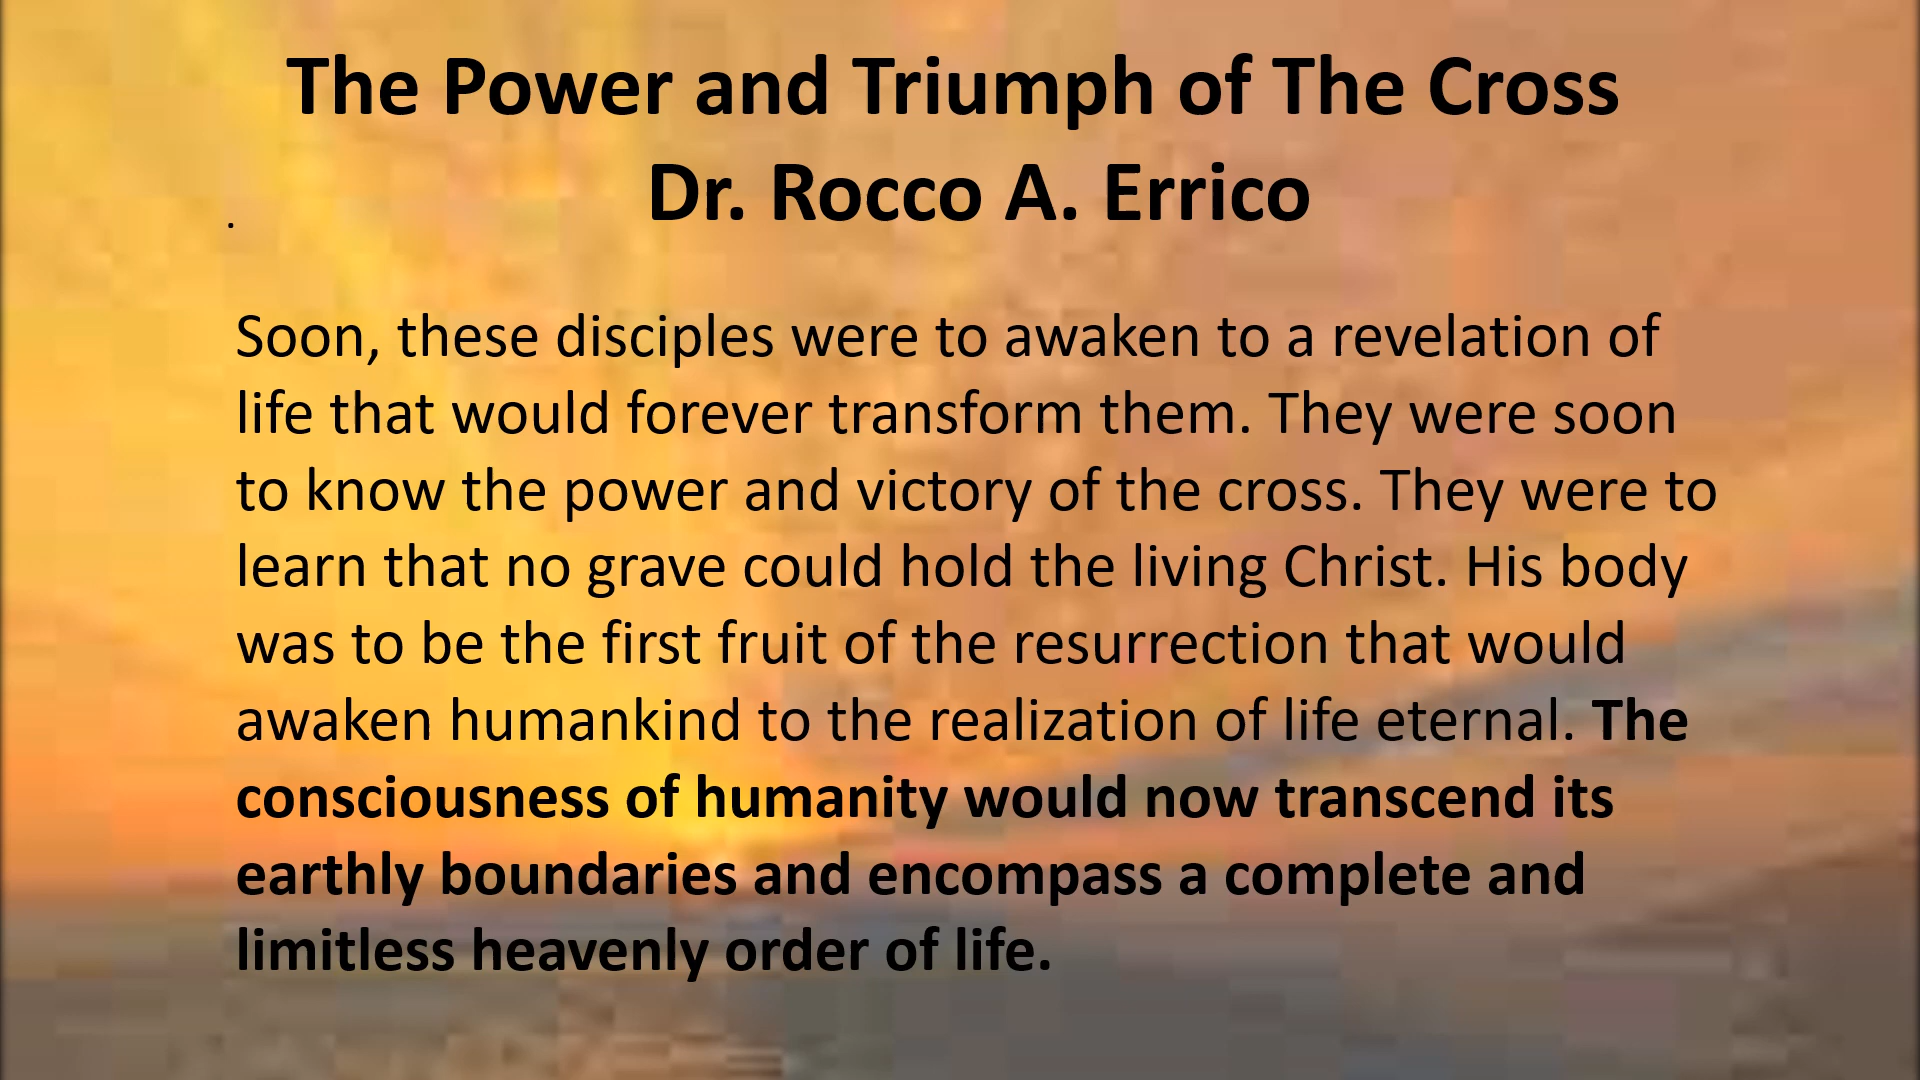 The Power and Triumph of The Cross
Dr. Rocco A. Errico
.
Soon, these disciples were to awaken to a revelation of
life that would forever transform them. They were soon
to know the power and victory of the cross. They were to
learn that no grave could hold the living Christ. His body
was to be the first fruit of the resurrection that would
awaken humankind to the realization of life eternal. The
consciousness of humanity would now transcend its
earthly boundaries and encompass a complete and
limitless heavenly order of life.